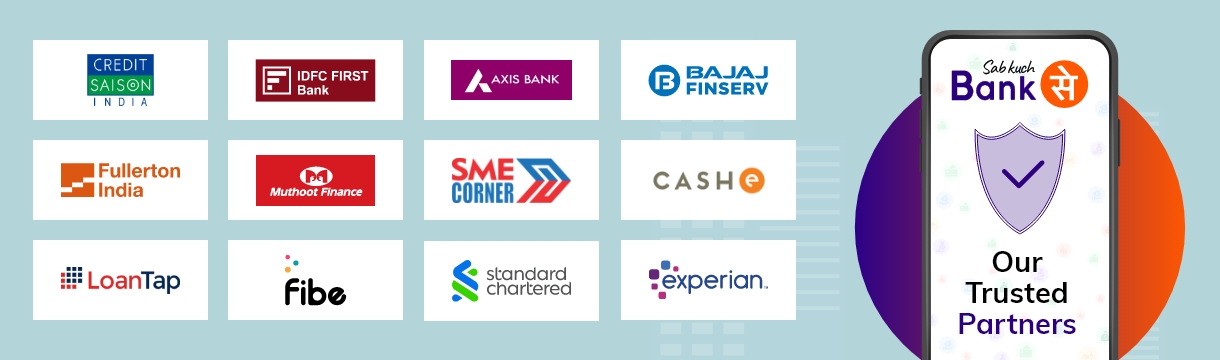 CREDIT
SAISON
INDIA
IDFC FIRST
Bank
AXIS BANK
BAJAJ
FINSERV
Fullerton
India
Muthoot Finance
SME
CORNER
CASHe
LoanTap
fibe
standard
chartered
experian™
Sab kuch
Bank से
Our
Trusted
Partners